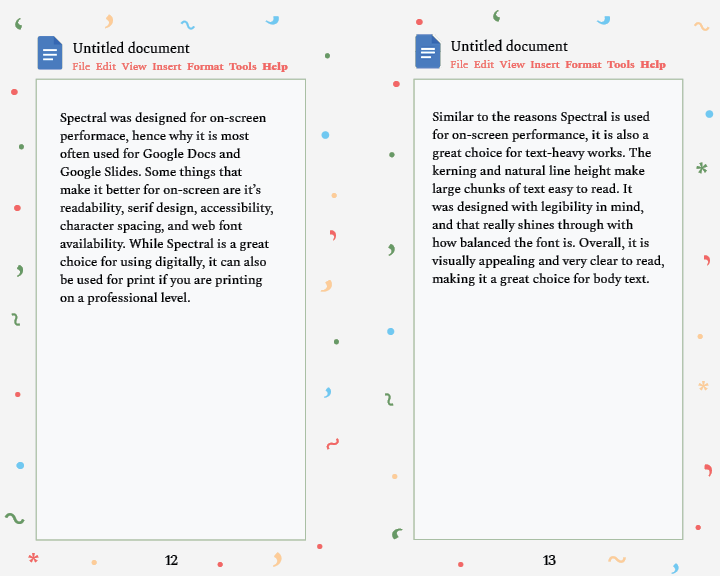 Untitled document
File Edit View Insert Format Tools Help
Spectral was designed for on-screen
performace, hence why it is most
often used for Google Docs and
Google Slides. Some things that
make it better for on-screen are it's
readability, serif design, accessibility,
character spacing, and web font
availability. While Spectral is a great
choice for using digitally, it can also
be used for print if you are printing
on a professional level.
12
Untitled document
File Edit View Insert Format Tools Help
Similar to the reasons Spectral is used
for on-screen performance, it is also a
great choice for text-heavy works. The
kerning and natural line height make
large chunks of text easy to read. It
was designed with legibility in mind,
and that really shines through with
how balanced the font is. Overall, it is
visually appealing and very clear to read,
making it a great choice for body text.
13